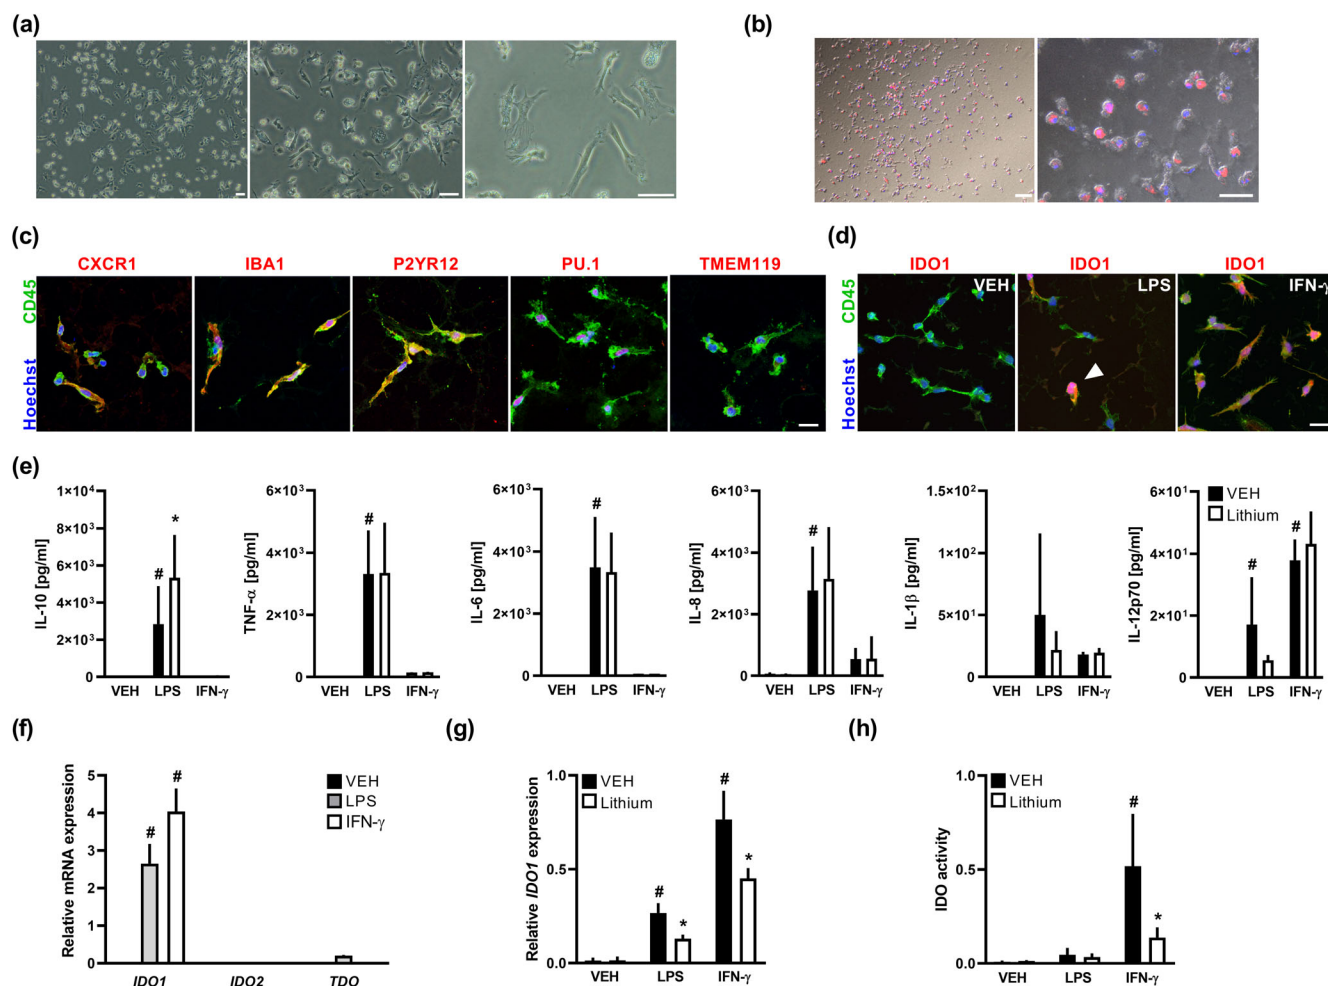 (a)
(b)
(c)
CXCR1
IBA1
P2YR12
PU.1
TMEM119
Hoechst CD45
(d)
IDO1
IDO1
IDO1
VEH
LPS
IFN-γ
Hoechst CD45
(e)
IL-10 [pg/ml]
1×10⁴
8×10³
6×10³
4×10³
2×10³
0
VEH LPS IFN-γ
#
*
TNF-α [pg/ml]
6×10³
4×10³
2×10³
0
VEH LPS IFN-γ
#
IL-6 [pg/ml]
6×10³
4×10³
2×10³
0
VEH LPS IFN-γ
#
IL-8 [pg/ml]
6×10³
4×10³
2×10³
0
VEH LPS IFN-γ
#
IL-1β [pg/ml]
1.5×10²
1×10²
5×10¹
0
VEH LPS IFN-γ
IL-12p70 [pg/ml]
6×10¹
4×10¹
2×10¹
0
VEH LPS IFN-γ
#
#
VEH
Lithium
(f)
Relative mRNA expression
5
4
3
2
1
0
IDO1 IDO2 TDO
#
#
VEH
LPS
IFN-γ
(g)
Relative IDO1 expression
1.0
0.5
0.0
VEH LPS IFN-γ
#
*
#
*
VEH
Lithium
(h)
IDO activity
1.0
0.5
0.0
VEH LPS IFN-γ
#
*
VEH
Lithium